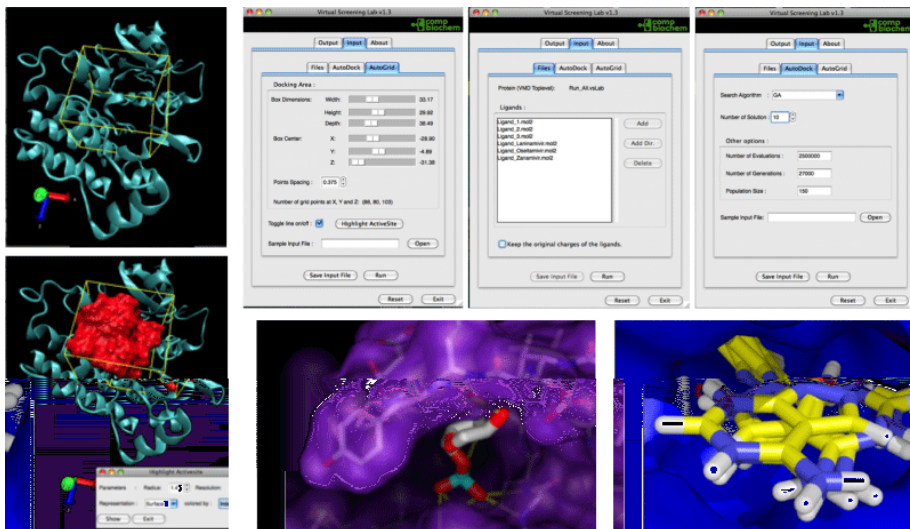 Virtual Screening Lab v1.3
comp
biochem
Output Input About
Files AutoDock AutoGrid
Docking Area :
Box Dimensions: Width: 33.17
Height: 29.92
Depth: 38.49
Box Center: X: -28.90
Y: -4.89
Z: -31.38
Points Spacing : 0.375
Number of grid points at X, Y and Z: (88, 80, 103)
Toggle line on/off : Highlight ActiveSite
Sample Input File : Open
Save Input File Run
Reset Exit
Virtual Screening Lab v1.3
comp
biochem
Output Input About
Files AutoDock AutoGrid
Protein (VMD Toplevel) Run_All.vsLab
Ligands :
Ligand_1.mol2
Ligand_2.mol2
Ligand_3.mol2
Ligand_Laninamivir.mol2
Ligand_Oseltamivir.mol2
Ligand_Zanamivir.mol2
Add
Add Dir.
Delete
Keep the original charges of the ligands.
Save Input File Run
Reset Exit
Virtual Screening Lab v1.3
comp
biochem
Output Input About
Files AutoDock AutoGrid
Search Algorithm : GA
Number of Solution : 10
Other options :
Number of Evaluations : 2500000
Number of Generations : 27000
Population Size : 150
Sample Input File: Open
Save Input File Run
Reset Exit
Highlight Activesite
Parameters : Radius: Resolution:
Representation : Surface colored by :
Show Exit